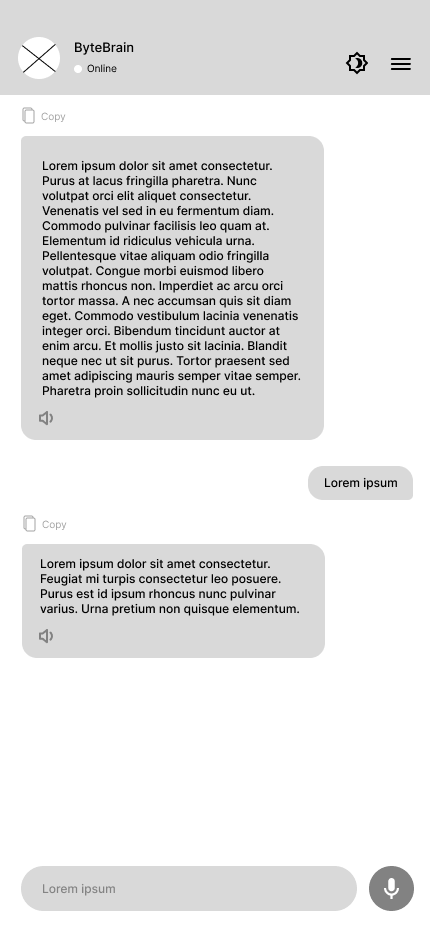 ByteBrain
Online
Copy
Lorem ipsum dolor sit amet consectetur.
Purus at lacus fringilla pharetra. Nunc
volutpat orci elit aliquet consectetur.
Venenatis vel sed in eu fermentum diam.
Commodo pulvinar facilisis leo quam at.
Elementum id ridiculus vehicula urna.
Pellentesque vitae aliquam odio fringilla
volutpat. Congue morbi euismod libero
mattis rhoncus non. Imperdiet ac arcu orci
tortor massa. A nec accumsan quis sit diam
eget. Commodo vestibulum lacinia venenatis
integer orci. Bibendum tincidunt auctor at
enim arcu. Et mollis justo sit lacinia. Blandit
neque nec ut sit purus. Tortor praesent sed
amet adipiscing mauris semper vitae semper.
Pharetra proin sollicitudin nunc eu ut.
Lorem ipsum
Copy
Lorem ipsum dolor sit amet consectetur.
Feugiat mi turpis consectetur leo posuere.
Purus est id ipsum rhoncus nunc pulvinar
varius. Urna pretium non quisque elementum.
Lorem ipsum